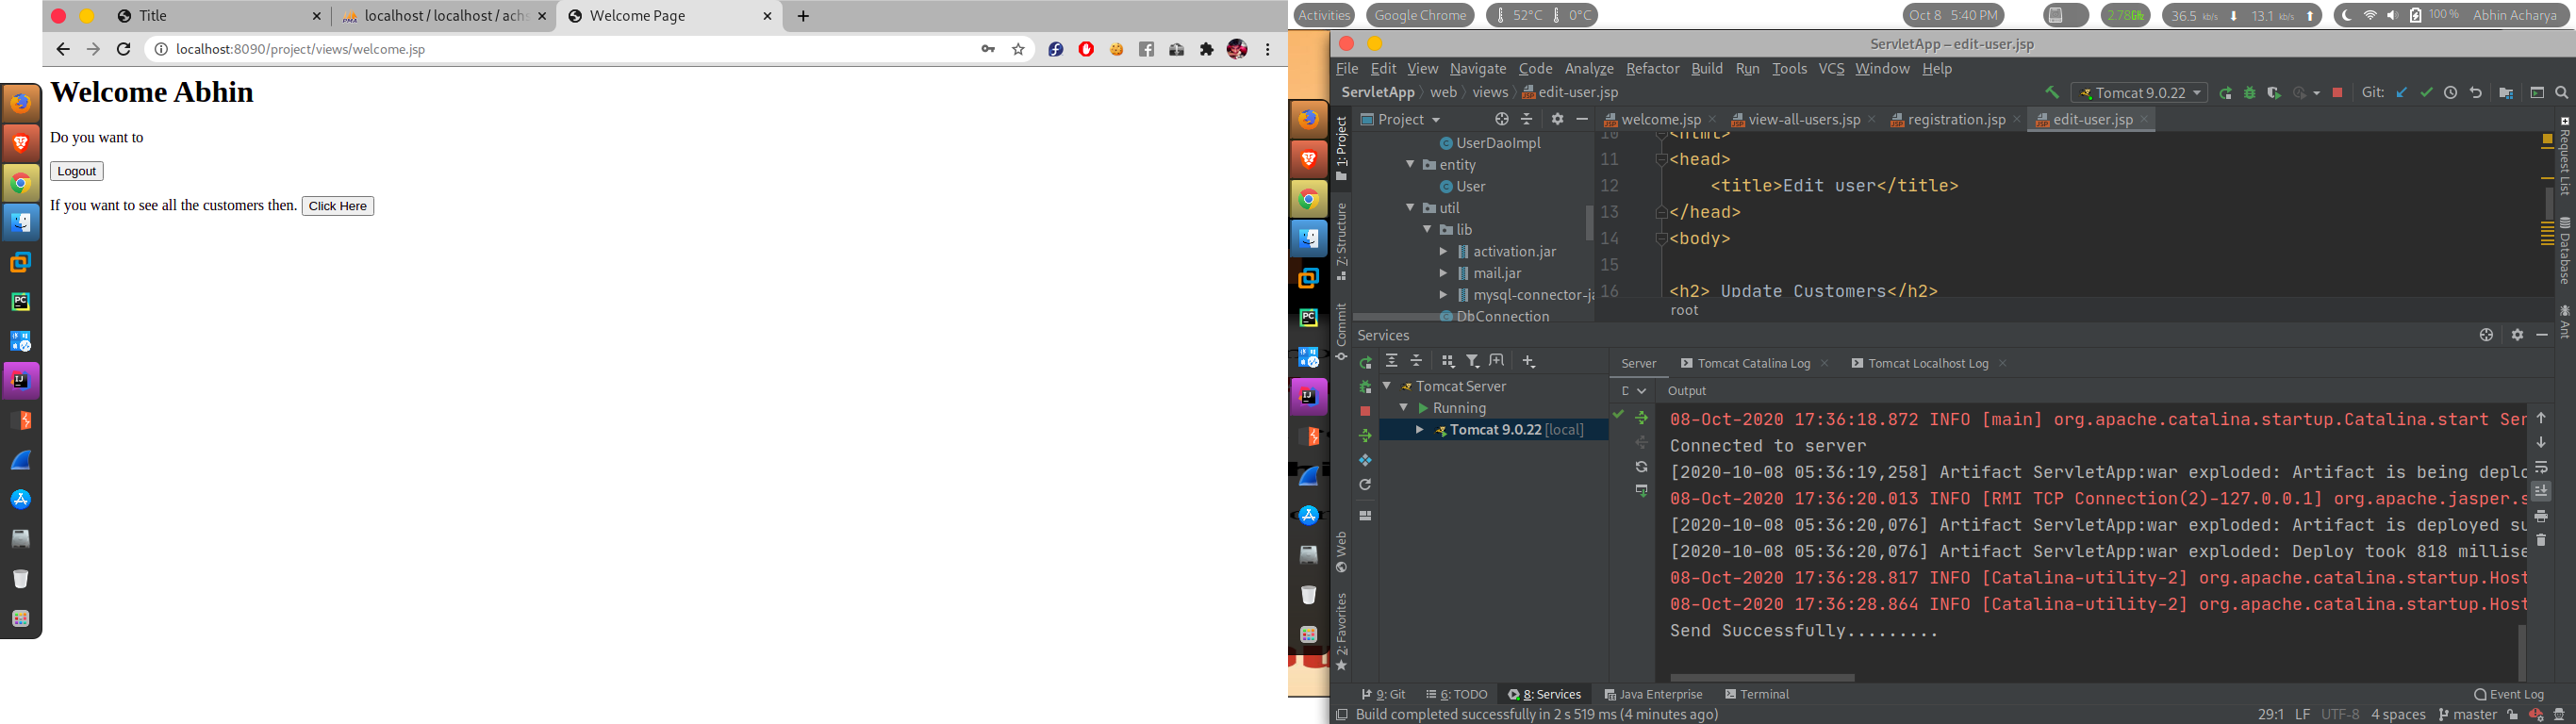 Title
localhost / localhost / achs
Welcome Page
localhost:8090/project/views/welcome.jsp
Welcome Abhin
Do you want to
Logout
If you want to see all the customers then. Click Here
Activities
Google Chrome
52°C 0°C
Oct 8 5:40 PM
36.5 kb/s 13.1 kb/s
100 %
Abhin Acharya
ServletApp – edit-user.jsp
File Edit View Navigate Code Analyze Refactor Build Run Tools VCS Window Help
ServletApp web views edit-user.jsp
Tomcat 9.0.22
Git:
Project
welcome.jsp
view-all-users.jsp
registration.jsp
edit-user.jsp
1: Project
7: Structure
Commit
Web
2: Favorites
UserDaoImpl
entity
User
util
lib
activation.jar
mail.jar
mysql-connector-ja
DbConnection
10 <html>
11 <head>
12 <title>Edit user</title>
13 </head>
14 <body>
15
16 <h2> Update Customers</h2>
root
Request List
Database
Ant
Services
Server
Tomcat Catalina Log
Tomcat Localhost Log
Tomcat Server
Running
Tomcat 9.0.22 [local]
Output
08-Oct-2020 17:36:18.872 INFO [main] org.apache.catalina.startup.Catalina.start Ser
Connected to server
[2020-10-08 05:36:19,258] Artifact ServletApp:war exploded: Artifact is being deplo
08-Oct-2020 17:36:20.013 INFO [RMI TCP Connection(2)-127.0.0.1] org.apache.jasper.s
[2020-10-08 05:36:20,076] Artifact ServletApp:war exploded: Artifact is deployed su
[2020-10-08 05:36:20,076] Artifact ServletApp:war exploded: Deploy took 818 millise
08-Oct-2020 17:36:28.817 INFO [Catalina-utility-2] org.apache.catalina.startup.Host
08-Oct-2020 17:36:28.864 INFO [Catalina-utility-2] org.apache.catalina.startup.Host
Send Successfully.........
9: Git
6: TODO
8: Services
Java Enterprise
Terminal
Event Log
Build completed successfully in 2 s 519 ms (4 minutes ago)
29:1 LF UTF-8 4 spaces master